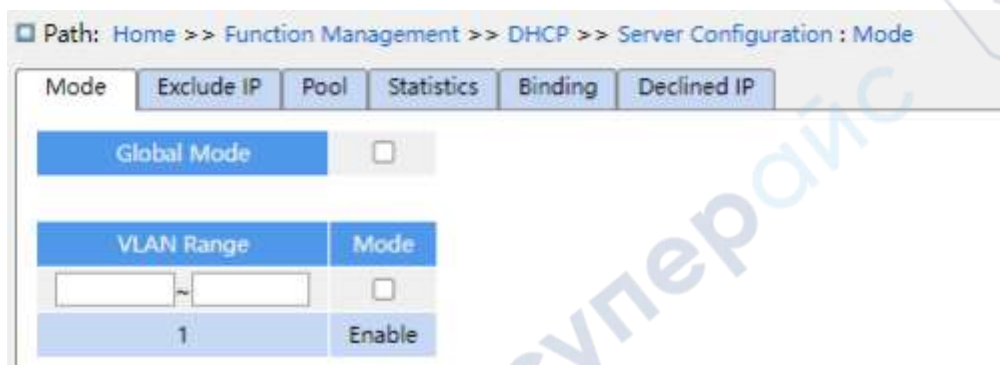 Path: Home >> Function Management >> DHCP >> Server Configuration : Mode
Mode Exclude IP Pool Statistics Binding Declined IP
Global Mode
VLAN Range Mode
~
1 Enable